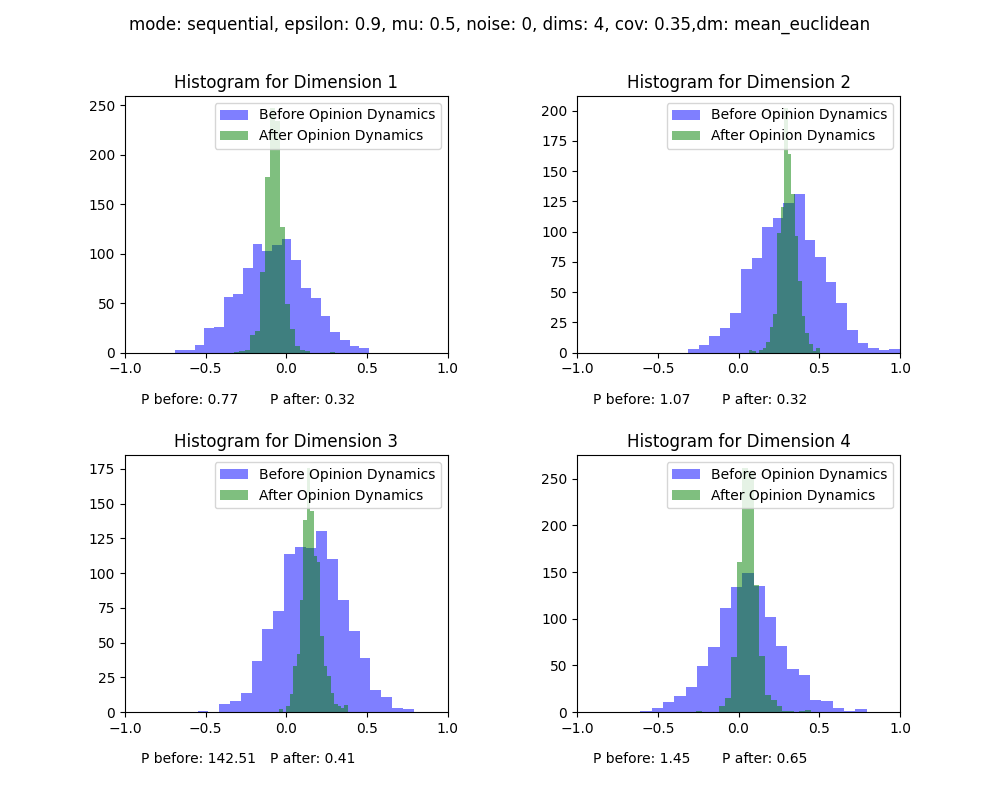 mode: sequential, epsilon: 0.9, mu: 0.5, noise: 0, dims: 4, cov: 0.35,dm: mean_euclidean
Histogram for Dimension 1
Before Opinion Dynamics
After Opinion Dynamics
250
200
150
100
50
0
−1.0 −0.5 0.0 0.5 1.0
P before: 0.77 P after: 0.32
Histogram for Dimension 2
Before Opinion Dynamics
After Opinion Dynamics
200
175
150
125
100
75
50
25
0
−1.0 −0.5 0.0 0.5 1.0
P before: 1.07 P after: 0.32
Histogram for Dimension 3
Before Opinion Dynamics
After Opinion Dynamics
175
150
125
100
75
50
25
0
−1.0 −0.5 0.0 0.5 1.0
P before: 142.51 P after: 0.41
Histogram for Dimension 4
Before Opinion Dynamics
After Opinion Dynamics
250
200
150
100
50
0
−1.0 −0.5 0.0 0.5 1.0
P before: 1.45 P after: 0.65